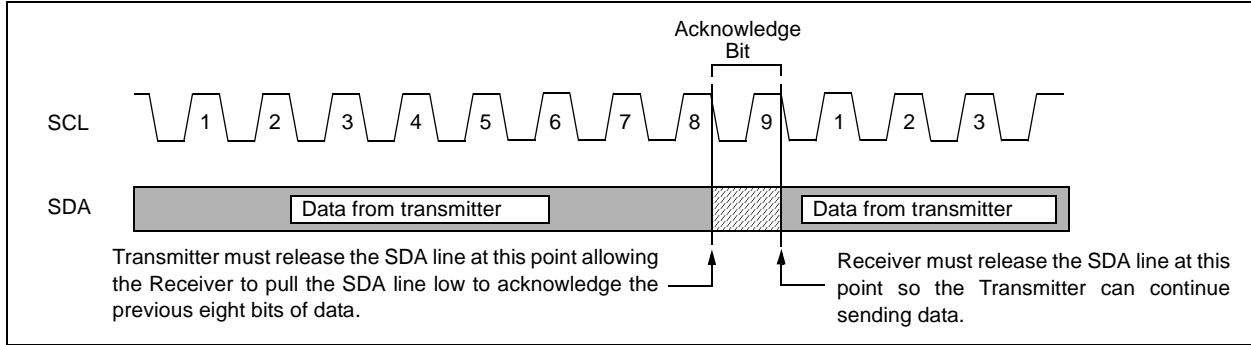 Acknowledge
Bit
SCL
1 2 3 4 5 6 7 8 9 1 2 3
SDA
Data from transmitter
Data from transmitter
Transmitter must release the SDA line at this point allowing
the Receiver to pull the SDA line low to acknowledge the
previous eight bits of data.
Receiver must release the SDA line at this
point so the Transmitter can continue
sending data.